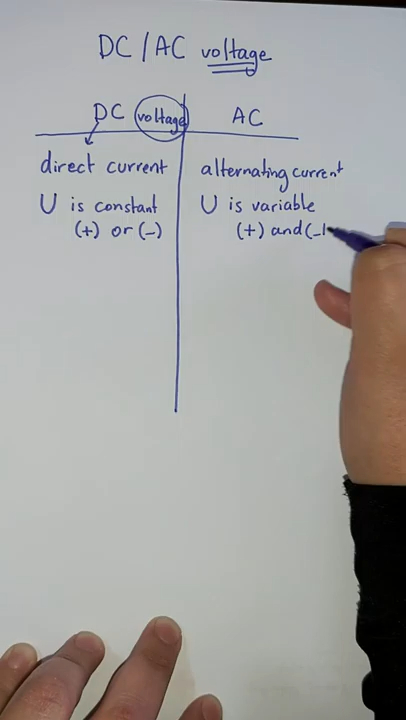 DC / AC voltage
DC voltage
AC
direct current
U is constant
(+) or (-)
alternating current
U is variable
(+) and (-)